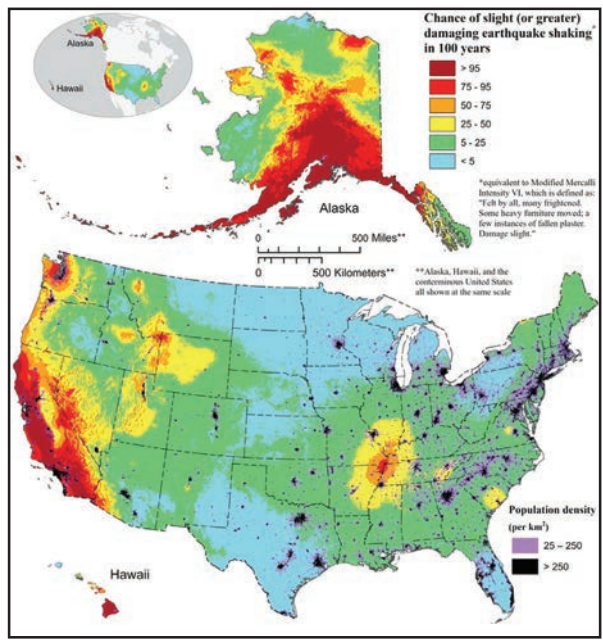 Alaska
Hawaii
Chance of slight (or greater)
damaging earthquake shaking*
in 100 years
> 95
75 - 95
50 - 75
25 - 50
5 - 25
< 5
*equivalent to Modified Mercalli
Intensity VI, which is defined as:
"Felt by all, many frightened.
Some heavy furniture moved; a
few instances of fallen plaster.
Damage slight."
Alaska
0 500 Miles**
0 500 Kilometers**
**Alaska, Hawaii, and the
conterminous United States
all shown at the same scale
Hawaii
Population density
(per km²)
25 – 250
> 250